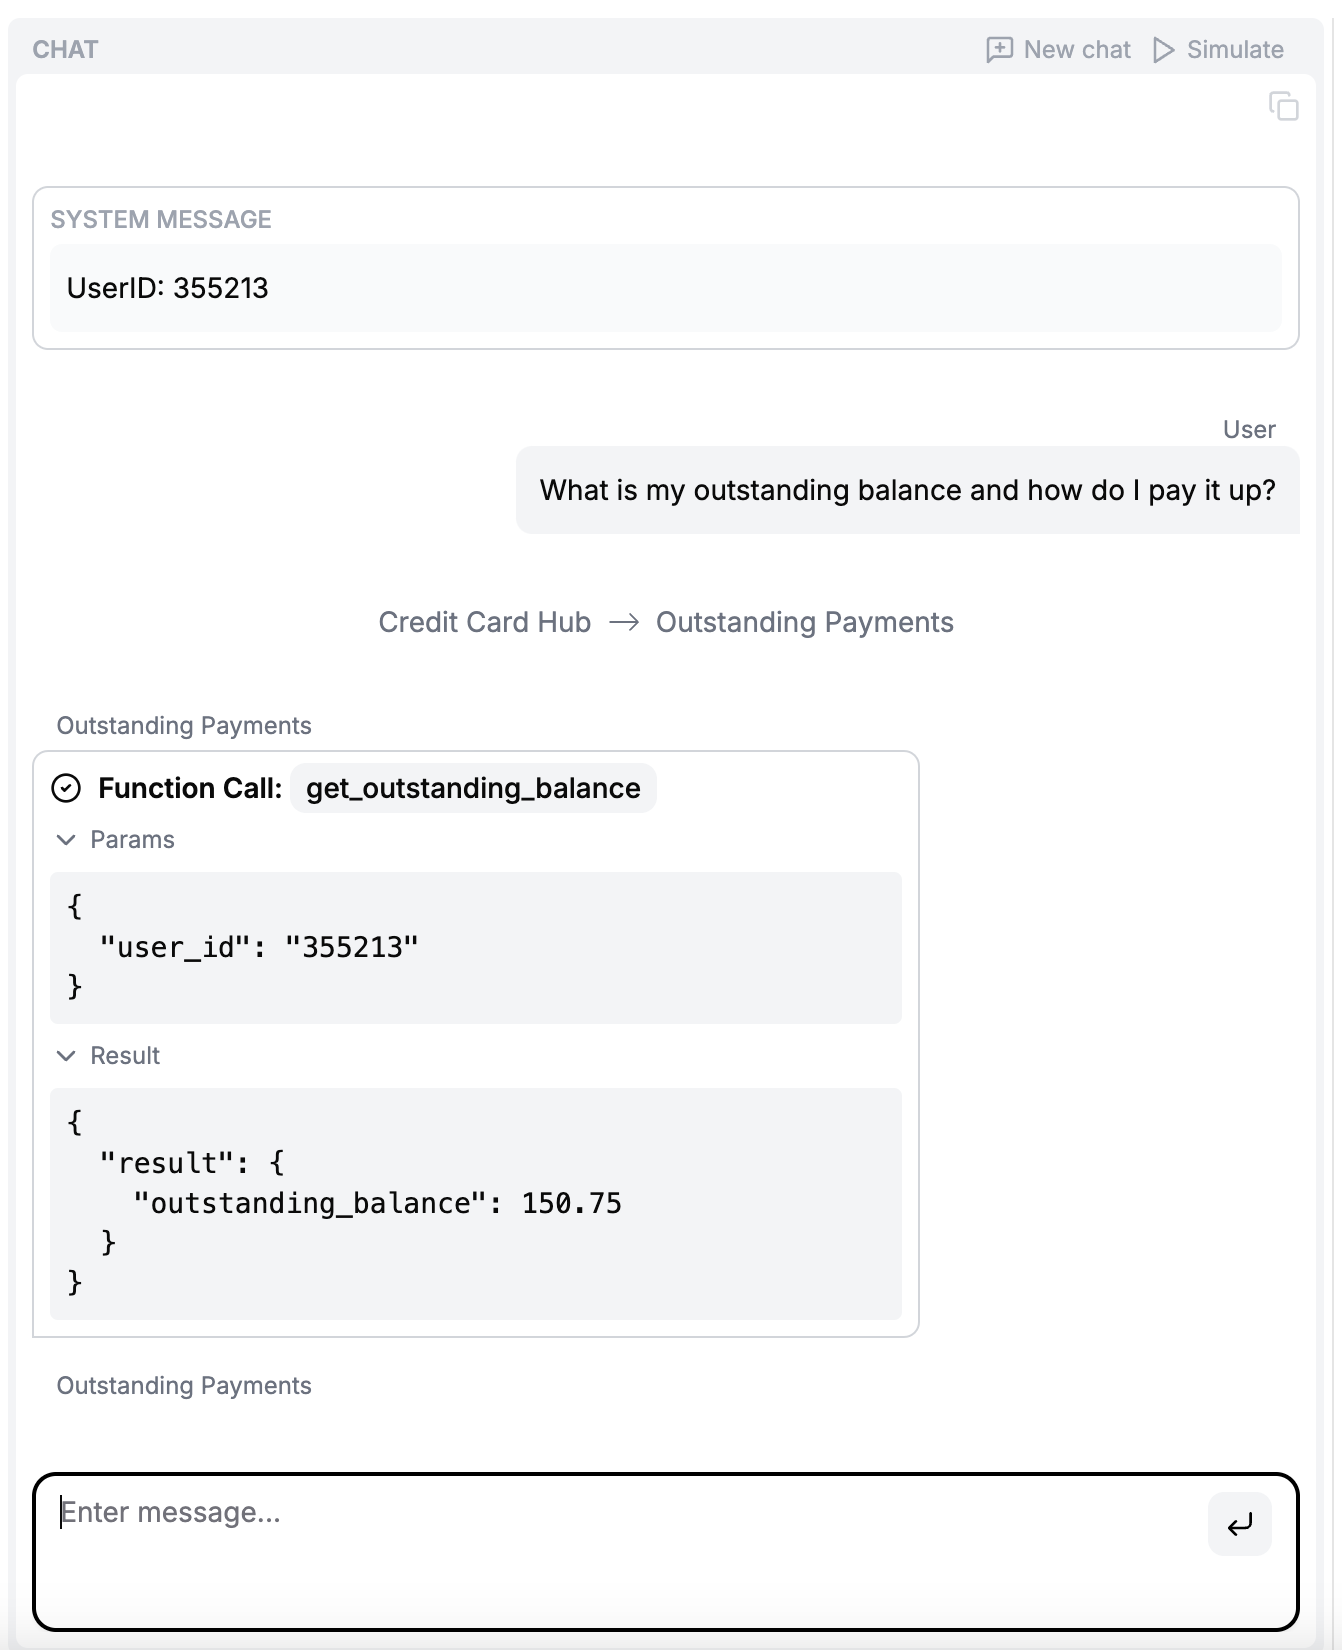 CHAT
New chat
Simulate
SYSTEM MESSAGE
UserID: 355213
User
What is my outstanding balance and how do I pay it up?
Credit Card Hub → Outstanding Payments
Outstanding Payments
Function Call: get_outstanding_balance
Params
{
  "user_id": "355213"
}
Result
{
  "result": {
    "outstanding_balance": 150.75
  }
}
Outstanding Payments
Enter message...